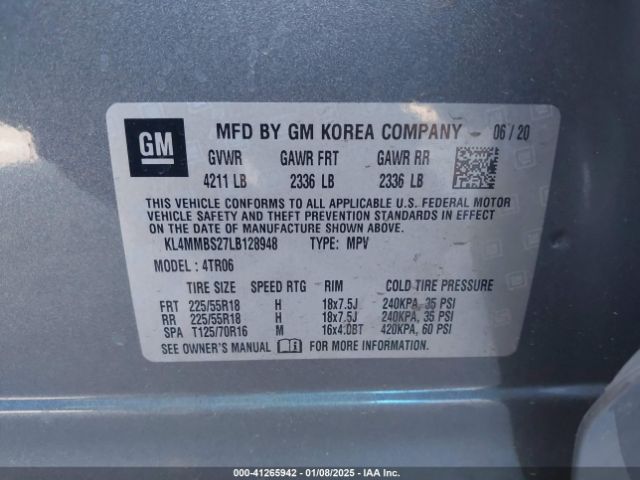 GM
MFD BY GM KOREA COMPANY 06 / 20
GVWR GAWR FRT GAWR RR
4211 LB 2336 LB 2336 LB
THIS VEHICLE CONFORMS TO ALL APPLICABLE U.S. FEDERAL MOTOR
VEHICLE SAFETY AND THEFT PREVENTION STANDARDS IN EFFECT
ON THE DATE OF MANUFACTURE SHOWN ABOVE.
KL4MMBS27LB128948 TYPE: MPV
MODEL: 4TR06
TIRE SIZE SPEED RTG RIM COLD TIRE PRESSURE
FRT 225/55R18 H 18x7.5J 240KPA, 35 PSI
RR 225/55R18 H 18x7.5J 240KPA, 35 PSI
SPA T125/70R16 M 16x4.0BT 420KPA, 60 PSI
SEE OWNER'S MANUAL FOR MORE INFORMATION.
000-41265942 - 01/08/2025 - IAA Inc.